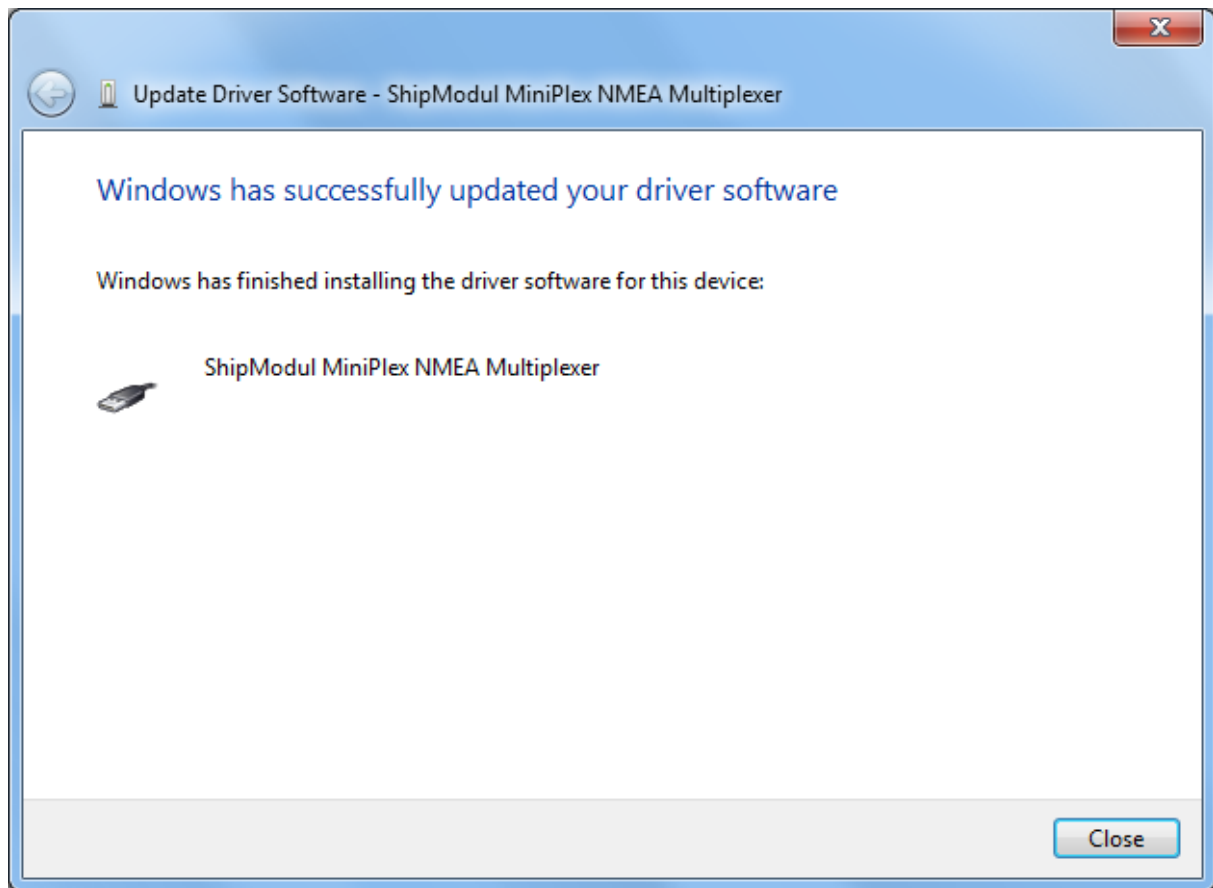 Update Driver Software - ShipModul MiniPlex NMEA Multiplexer
Windows has successfully updated your driver software
Windows has finished installing the driver software for this device:
ShipModul MiniPlex NMEA Multiplexer
Close